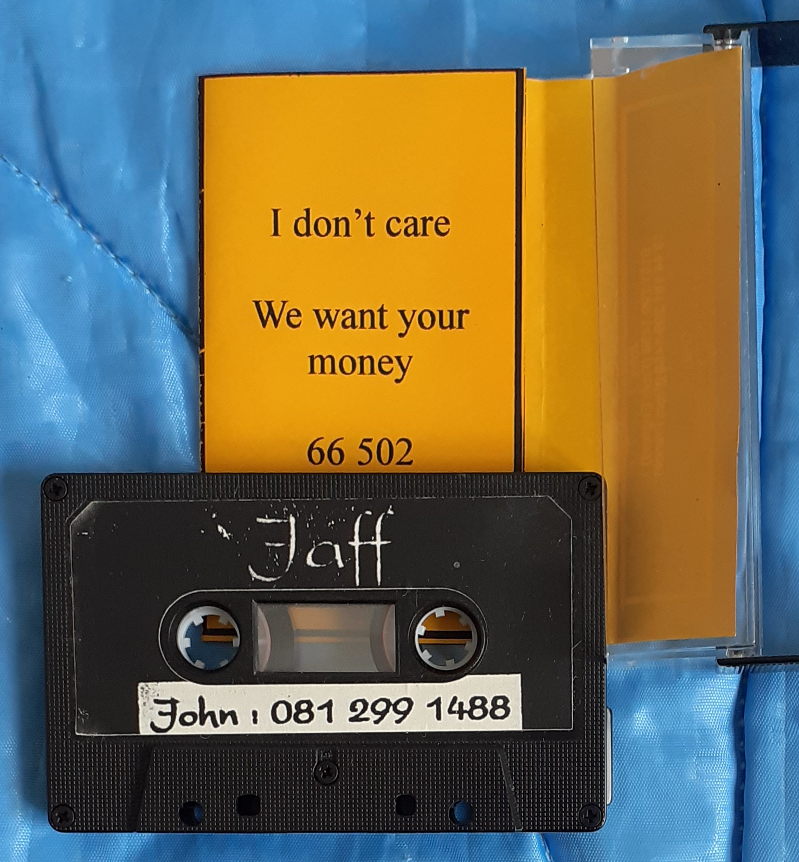 I don’t care
We want your
money
66 502
Jaff
John : 081 299 1488